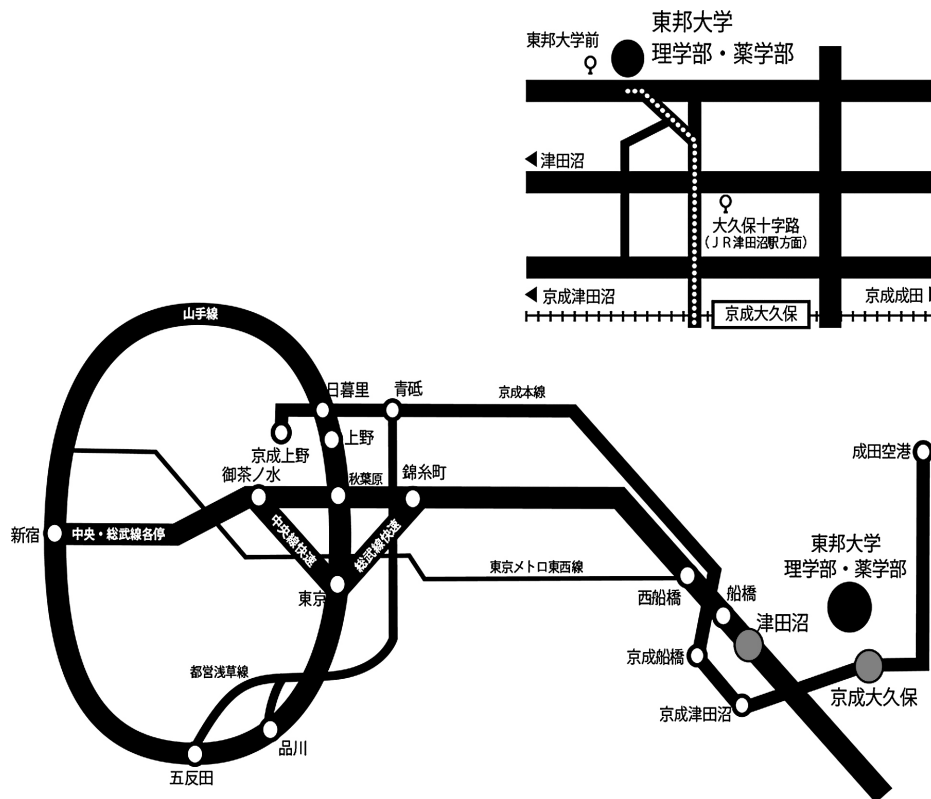 東邦大学
理学部・薬学部
東邦大学前
津田沼
大久保十字路
（ＪＲ津田沼駅方面）
京成津田沼
京成大久保
京成成田
山手線
日暮里
青砥
京成本線
京成上野
上野
御茶ノ水
秋葉原
錦糸町
成田空港
新宿
中央・総武線各停
中央線快速
総武線快速
東京
東京メトロ東西線
西船橋
船橋
津田沼
東邦大学
理学部・薬学部
京成船橋
京成津田沼
京成大久保
都営浅草線
品川
五反田